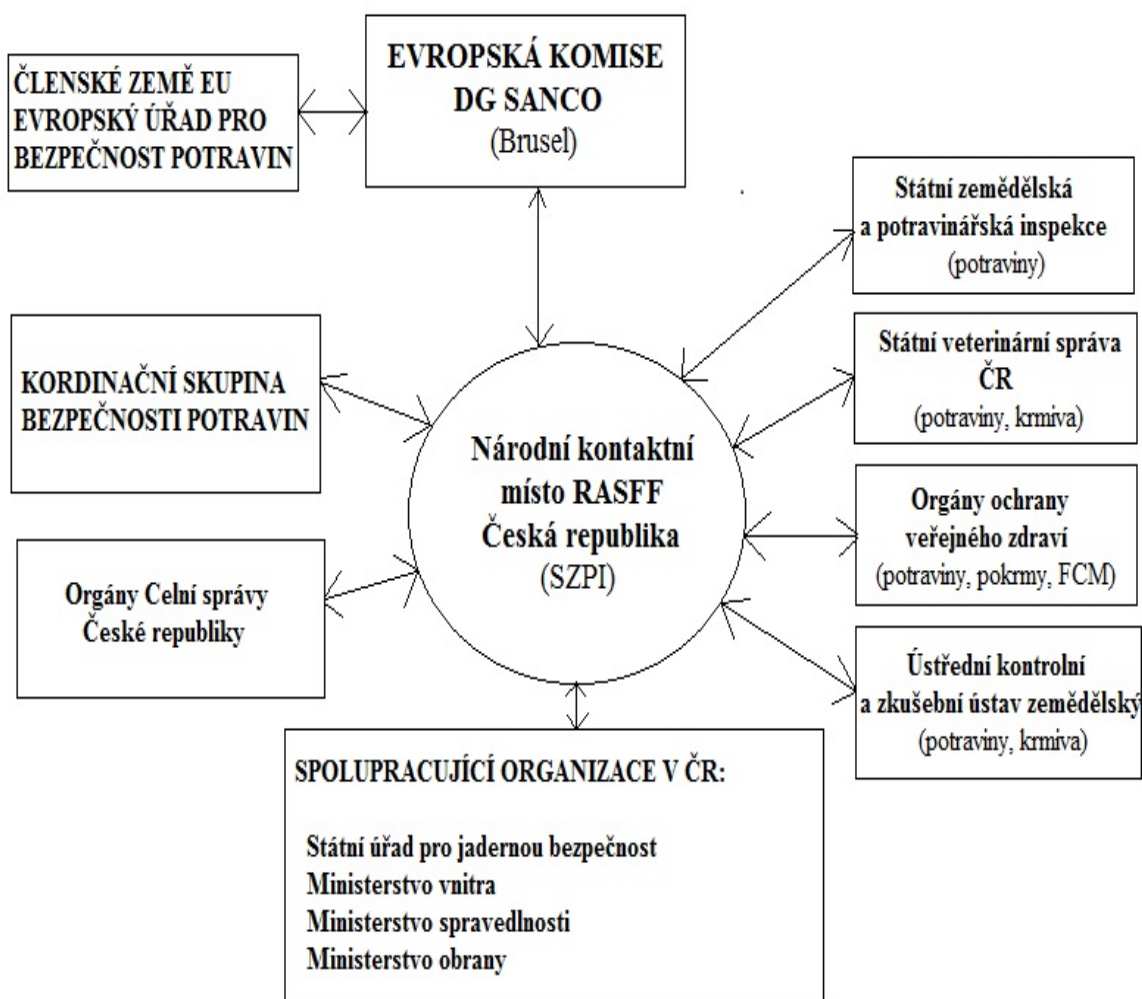 EVROPSKÁ KOMISE
DG SANCO
(Brusel)
ČLENSKÉ ZEMĚ EU
EVROPSKÝ ÚŘAD PRO
BEZPEČNOST POTRAVIN
Státní zemědělská
a potravinářská inspekce
(potraviny)
KORDINAČNÍ SKUPINA
BEZPEČNOSTI POTRAVIN
Státní veterinární správa
ČR
(potraviny, krmiva)
Národní kontaktní
místo RASFF
Česká republika
(SZPI)
Orgány ochrany
veřejného zdraví
(potraviny, pokrmy, FCM)
Orgány Celní správy
České republiky
Ústřední kontrolní
a zkušební ústav zemědělský
(potraviny, krmiva)
SPOLUPRACUJÍCÍ ORGANIZACE V ČR:
Státní úřad pro jadernou bezpečnost
Ministerstvo vnitra
Ministerstvo spravedlnosti
Ministerstvo obrany